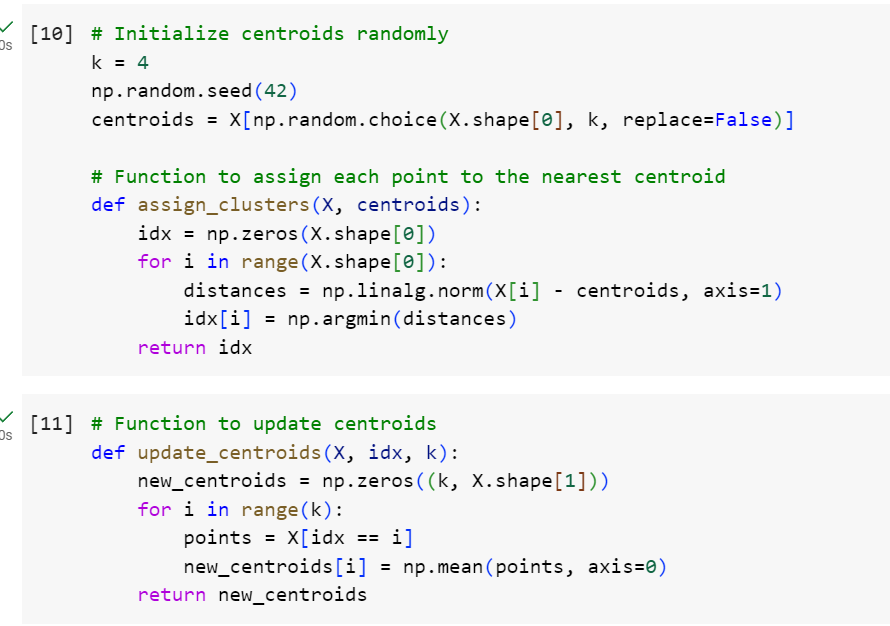 [10] # Initialize centroids randomly
k = 4
np.random.seed(42)
centroids = X[np.random.choice(X.shape[0], k, replace=False)]
# Function to assign each point to the nearest centroid
def assign_clusters(X, centroids):
idx = np.zeros(X.shape[0])
for i in range(X.shape[0]):
distances = np.linalg.norm(X[i] - centroids, axis=1)
idx[i] = np.argmin(distances)
return idx
0s
[11] # Function to update centroids
def update_centroids(X, idx, k):
new_centroids = np.zeros((k, X.shape[1]))
for i in range(k):
points = X[idx == i]
new_centroids[i] = np.mean(points, axis=0)
return new_centroids
0s